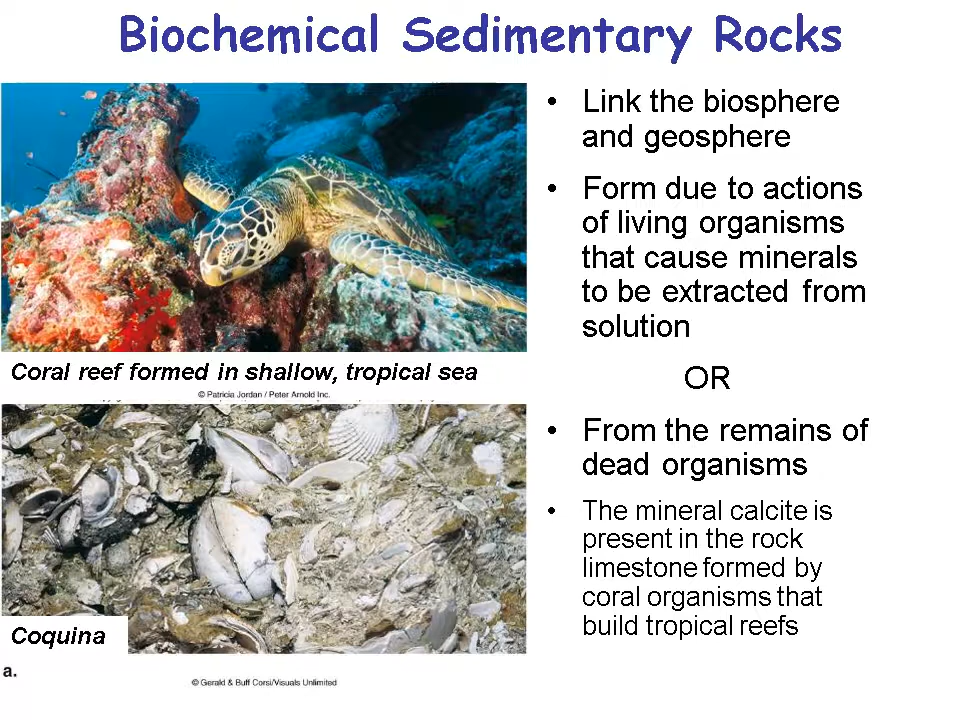 Biochemical Sedimentary Rocks
Coral reef formed in shallow, tropical sea
© Patricia Jordan / Peter Arnold Inc.
Coquina
a.
© Gerald & Buff Corsi/Visuals Unlimited
• Link the biosphere
and geosphere
• Form due to actions
of living organisms
that cause minerals
to be extracted from
solution
OR
• From the remains of
dead organisms
• The mineral calcite is
present in the rock
limestone formed by
coral organisms that
build tropical reefs